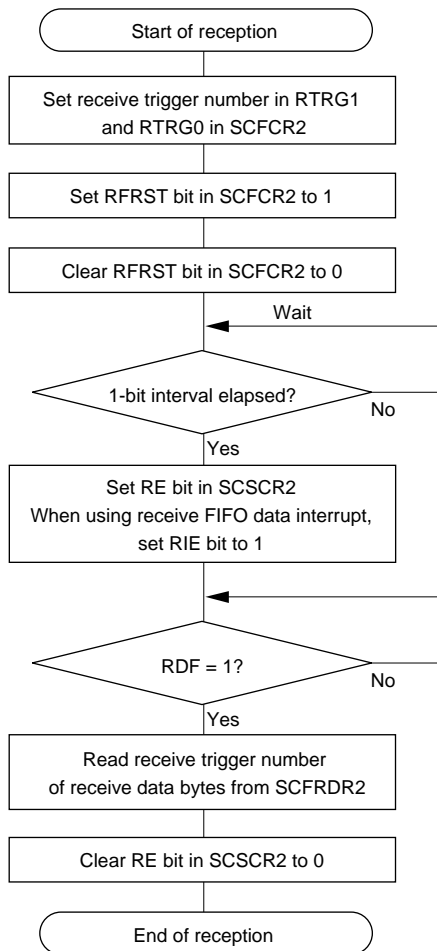 Start of reception
Set receive trigger number in RTRG1
and RTRG0 in SCFCR2
Set RFRST bit in SCFCR2 to 1
Clear RFRST bit in SCFCR2 to 0
Wait
1-bit interval elapsed?
No
Yes
Set RE bit in SCSCR2
When using receive FIFO data interrupt,
set RIE bit to 1
RDF = 1?
No
Yes
Read receive trigger number
of receive data bytes from SCFRDR2
Clear RE bit in SCSCR2 to 0
End of reception